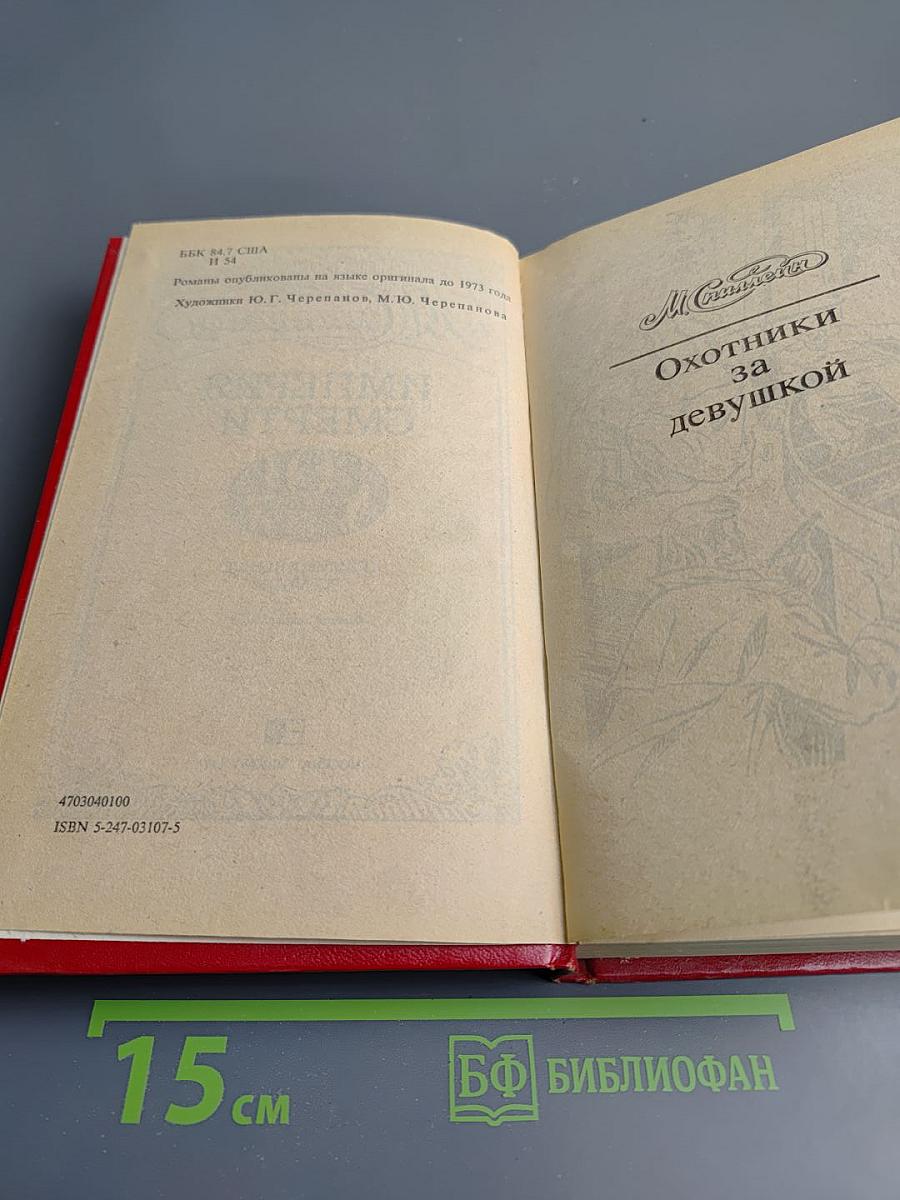 ББК 84.7 США
И 54
Романы опубликованы на языке оригинала до 1973 года
Художники Ю. Г. Черепанов, М. Ю. Черепанова
4703040100
ISBN 5-247-03107-5
М. Спиллейн
Охотники
за
девушкой
15 см
БФ БИБЛИОФАН